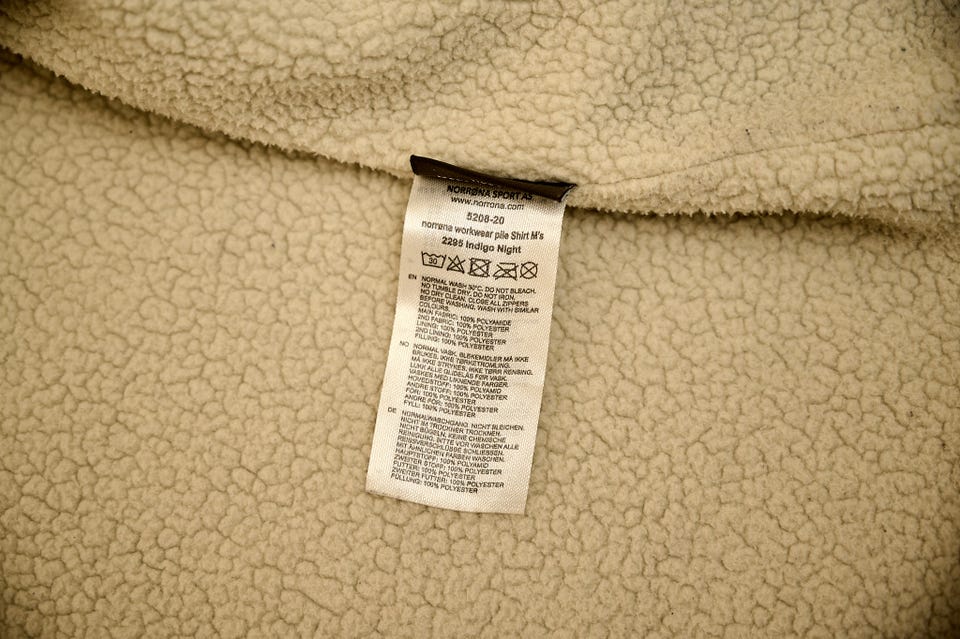 NORRØNA SPORT AS
www.norrona.com
5208-20
norrøna workwear pile Shirt M's
2295 Indigo Night
30
EN NORMAL WASH 30°C. DO NOT BLEACH.
NO TUMBLE DRY. DO NOT IRON.
NO DRY CLEAN. CLOSE ALL ZIPPERS
BEFORE WASHING. WASH WITH SIMILAR
COLOURS.
MAIN FABRIC: 100% POLYAMIDE
2ND FABRIC: 100% POLYESTER
LINING: 100% POLYESTER
2ND LINING: 100% POLYESTER
FILLING: 100% POLYESTER
NO NORMAL VASK. BLEKEMIDLER MÅ IKKE
BRUKES. IKKE TØRKETROMLING.
MÅ IKKE STRYKES. IKKE TØRR RENSING.
LUKK ALLE GLIDELÅS FØR VASK.
VASKES MED LIKNENDE FARGER.
HOVEDSTOFF: 100% POLYAMID
ANDRE STOFF: 100% POLYESTER
FÒR: 100% POLYESTER
ANDRE FÒR: 100% POLYESTER
FYLL: 100% POLYESTER
DE NORMALWASCHGANG. NICHT BLEICHEN.
NICHT IM TROCKNER TROCKNEN.
NICHT BÜGELN. KEINE CHEMISCHE
REINIGUNG. BITTE VOR WASCHEN ALLE
REISSVERSCHLÜSSE SCHLIESSEN.
MIT ÄHNLICHEN FARBEN WASCHEN.
HAUPTSTOFF: 100% POLYAMID
ZWEITER STOFF: 100% POLYESTER
FUTTER: 100% POLYESTER
ZWEITER FUTTER: 100% POLYESTER
FÜLLUNG: 100% POLYESTER